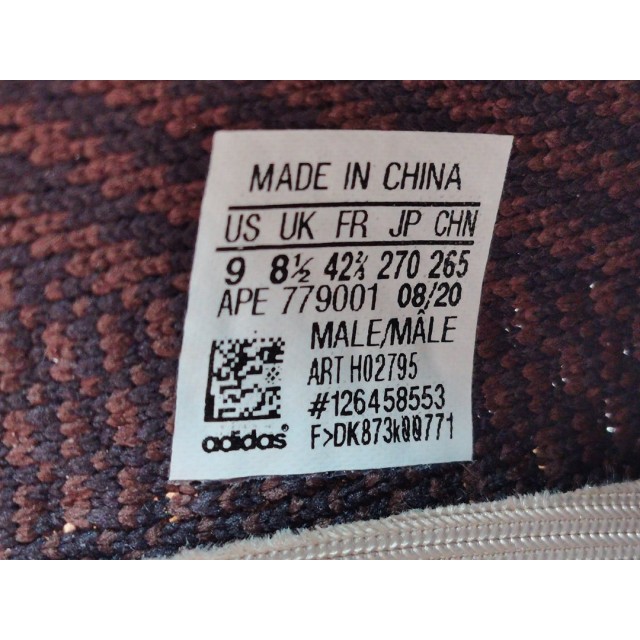 MADE IN CHINA
US UK FR JP CHN
9 8½ 42⅔ 270 265
APE 779001 08/20
MALE/MÂLE
ART H02795
#126458553
adidas F>DK873k00771